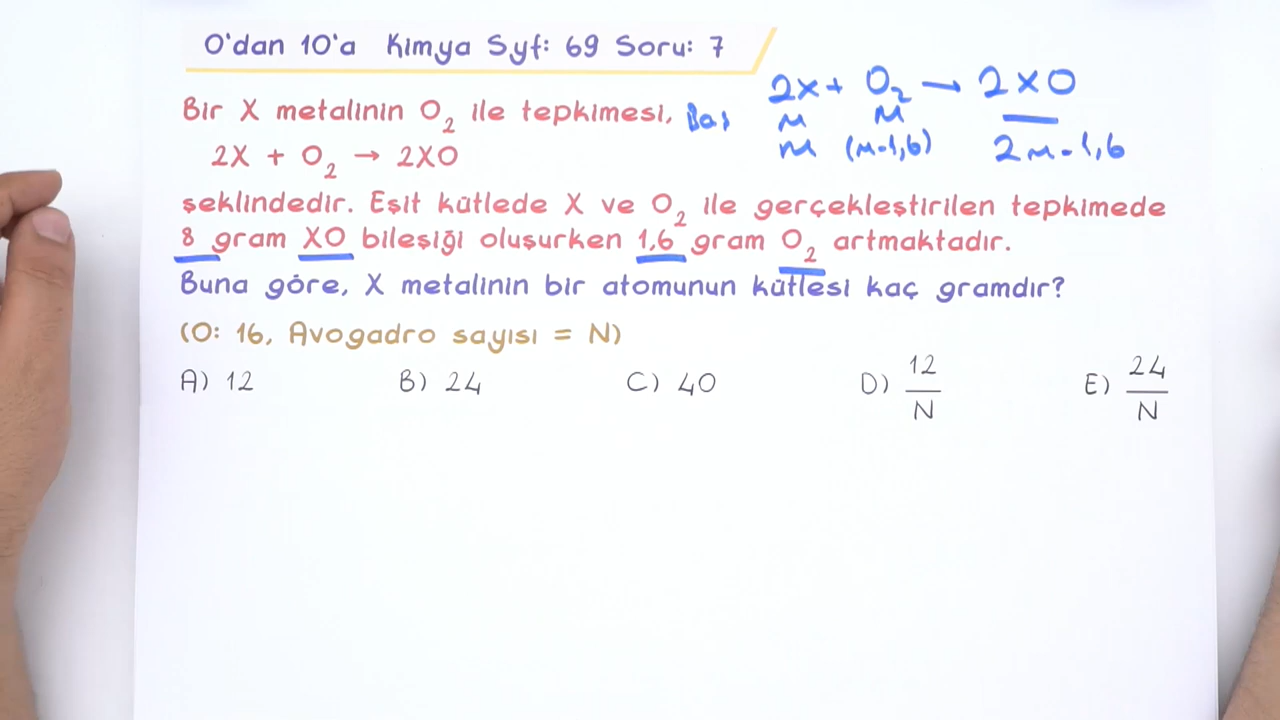 0'dan 10'a Kimya Syf: 69 Soru: 7
Bir X metalinin O₂ ile tepkimesi,
2X + O₂ → 2XO
şeklindedir. Eşit kütlede X ve O₂ ile gerçekleştirilen tepkimede
8 gram XO bileşiği oluşurken 1,6 gram O₂ artmaktadır.
Buna göre, X metalinin bir atomunun kütlesi kaç gramdır?
(O: 16, Avogadro sayısı = N)
A) 12 B) 24 C) 40 D) 12/N E) 24/N
2X + O₂ → 2XO
Baş m m
m (m-1,6) 2m-1,6